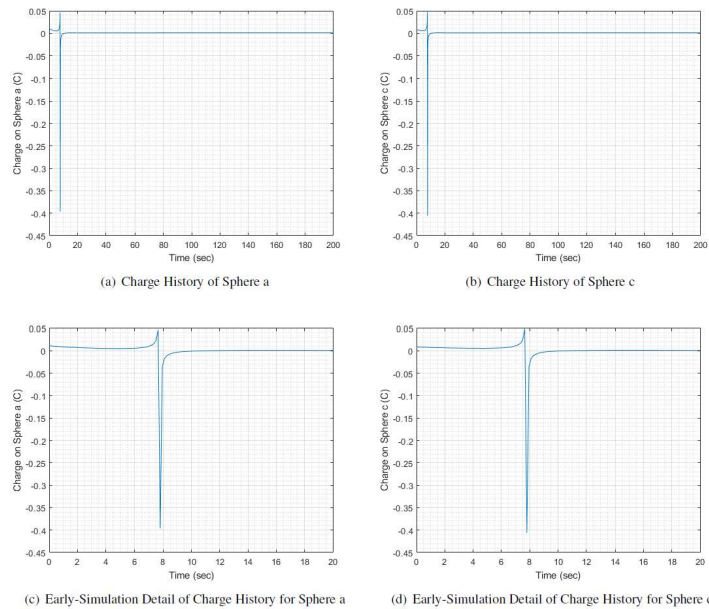 0.05
0
-0.05
-0.1
-0.15
-0.2
-0.25
-0.3
-0.35
-0.4
-0.45
Charge on Sphere a (C)
0 20 40 60 80 100 120 140 160 180 200
Time (sec)
(a) Charge History of Sphere a
0.05
0
-0.05
-0.1
-0.15
-0.2
-0.25
-0.3
-0.35
-0.4
-0.45
Charge on Sphere c (C)
0 20 40 60 80 100 120 140 160 180 200
Time (sec)
(b) Charge History of Sphere c
0.05
0
-0.05
-0.1
-0.15
-0.2
-0.25
-0.3
-0.35
-0.4
-0.45
Charge on Sphere a (C)
0 2 4 6 8 10 12 14 16 18 20
Time (sec)
(c) Early-Simulation Detail of Charge History for Sphere a
0.05
0
-0.05
-0.1
-0.15
-0.2
-0.25
-0.3
-0.35
-0.4
-0.45
Charge on Sphere c (C)
0 2 4 6 8 10 12 14 16 18 20
Time (sec)
(d) Early-Simulation Detail of Charge History for Sphere c